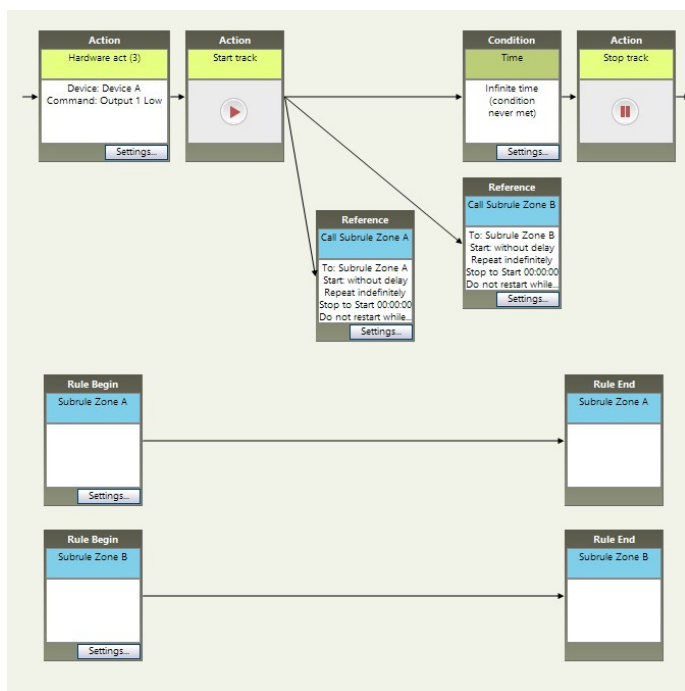 Action
Hardware act (3)
Device: Device A
Command: Output 1 Low
Settings...
Action
Start track
Condition
Time
Infinite time
(condition
never met)
Settings...
Action
Stop track
Reference
Call Subrule Zone A
To: Subrule Zone A
Start: without delay
Repeat indefinitely
Stop to Start 00:00:00
Do not restart while...
Settings...
Reference
Call Subrule Zone B
To: Subrule Zone B
Start: without delay
Repeat indefinitely
Stop to Start 00:00:00
Do not restart while...
Settings...
Rule Begin
Subrule Zone A
Settings...
Rule End
Subrule Zone A
Rule Begin
Subrule Zone B
Settings...
Rule End
Subrule Zone B